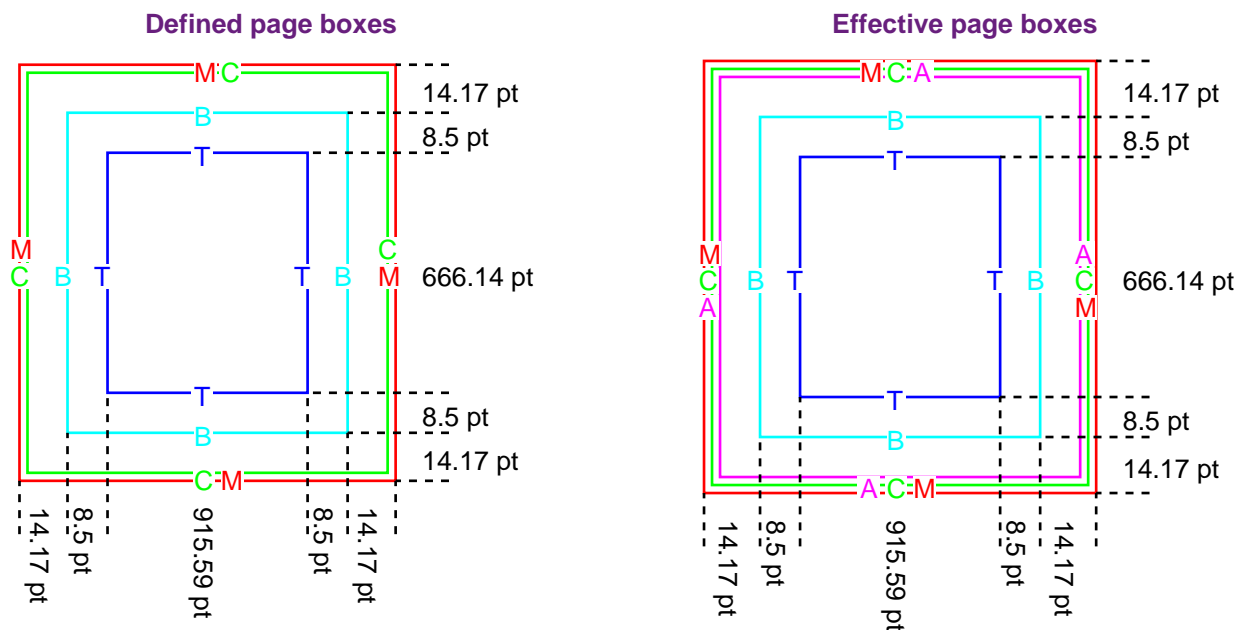 Defined page boxes
M C
14.17 pt
B
8.5 pt
T
M
C
B
T
T
B
C
M
666.14 pt
T
8.5 pt
B
14.17 pt
C M
14.17 pt
8.5 pt
915.59 pt
8.5 pt
14.17 pt
Effective page boxes
M C A
14.17 pt
B
8.5 pt
T
M
C
A
B
T
T
B
A
C
M
666.14 pt
T
8.5 pt
B
14.17 pt
A C M
14.17 pt
8.5 pt
915.59 pt
8.5 pt
14.17 pt